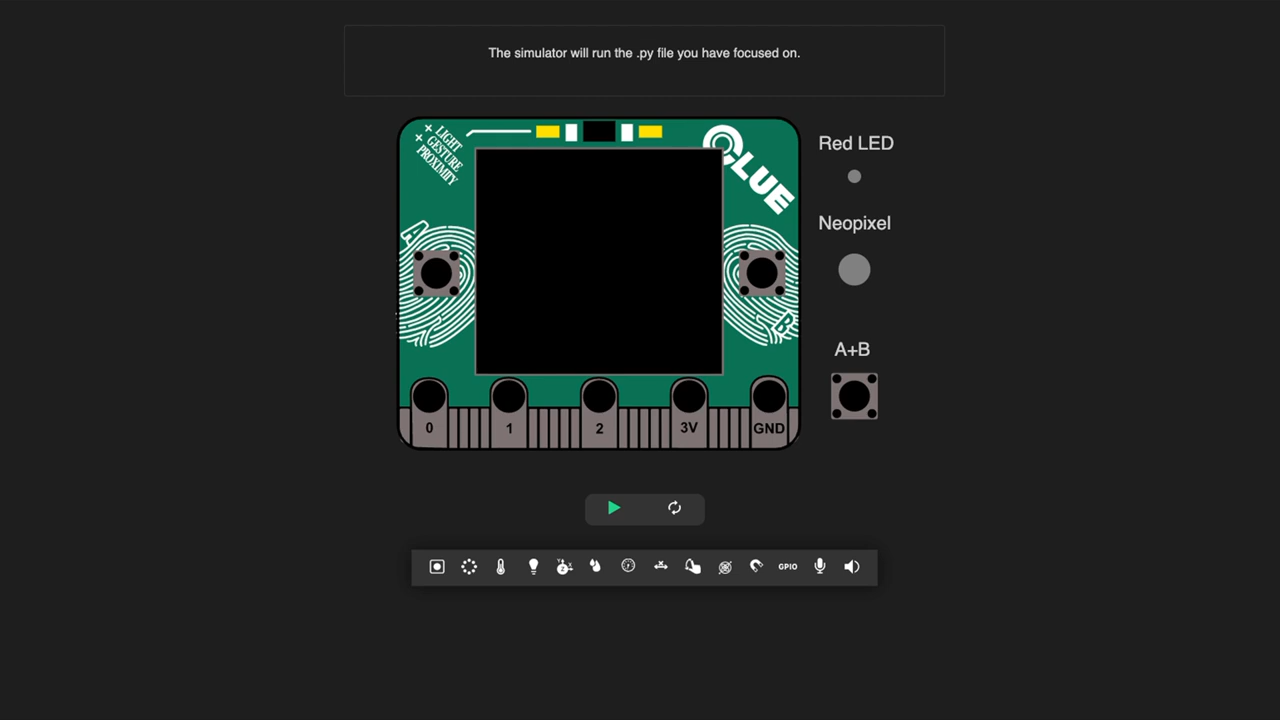 The simulator will run the .py file you have focused on.
+ LIGHT
+ GESTURE
+ PROXIMITY
CLUE
Red LED
Neopixel
A
B
A+B
0
1
2
3V
GND
GPIO